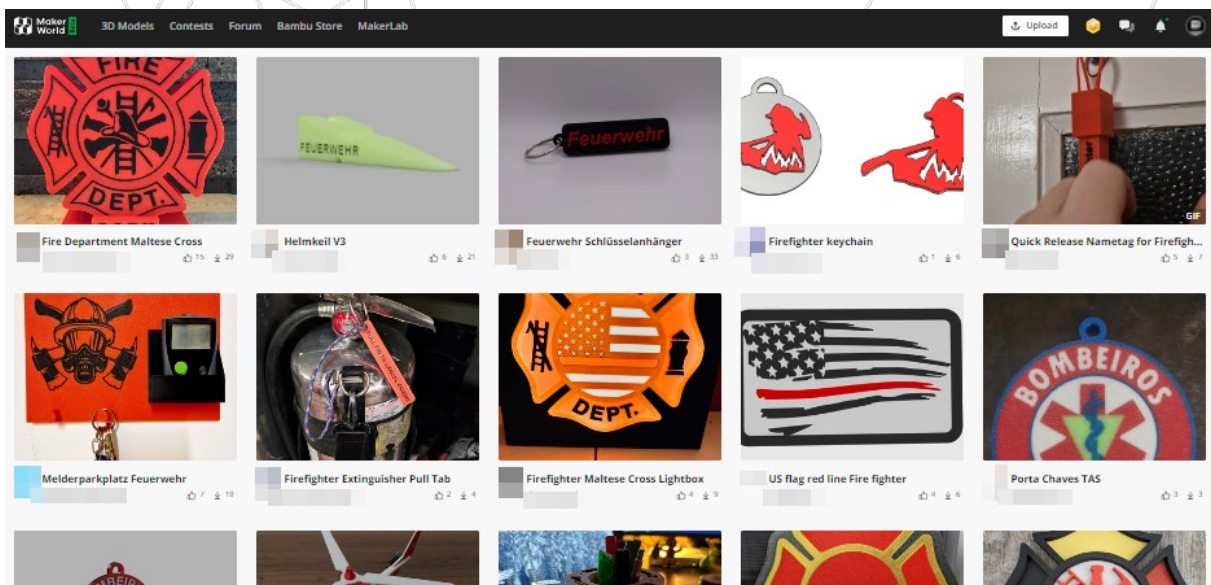 Maker
World
3D Models Contests Forum Bambu Store MakerLab
Upload
FIRE
DEPT.
FEUERWEHR
Feuerwehr
GIF
Fire Department Maltese Cross
15 29
Helmkeil V3
6 21
Feuerwehr Schlüsselanhänger
3 33
Firefighter keychain
1 6
Quick Release Nametag for Firefigh...
5 7
DEPT.
BOMBEIROS
Melderparkplatz Feuerwehr
7 19
Firefighter Extinguisher Pull Tab
2 4
Firefighter Maltese Cross Lightbox
4 9
US flag red line Fire fighter
4 6
Porta Chaves TAS
3 3